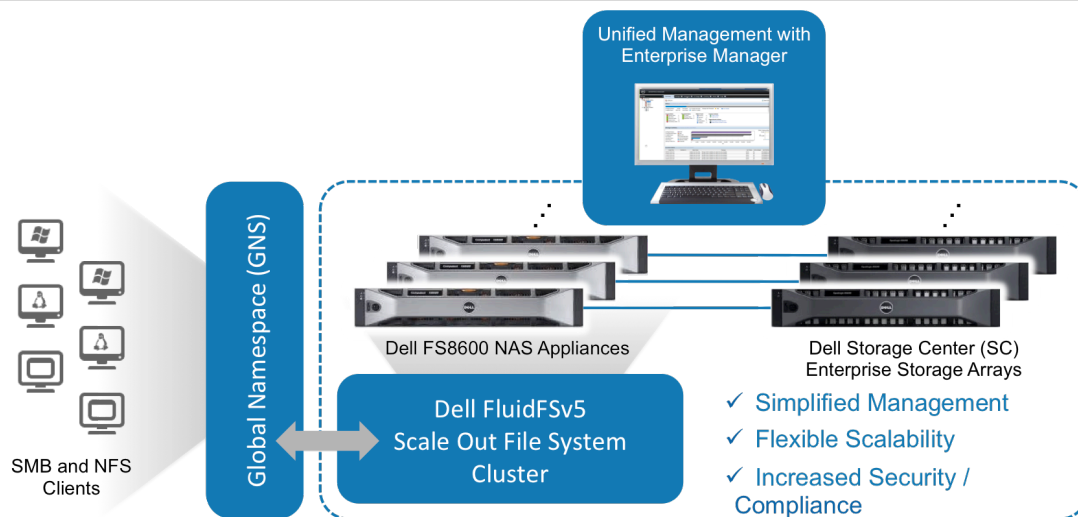 Unified Management with
Enterprise Manager
Global Namespace (GNS)
SMB and NFS
Clients
Dell FS8600 NAS Appliances
Dell Storage Center (SC)
Enterprise Storage Arrays
Dell FluidFSv5
Scale Out File System
Cluster
✓ Simplified Management
✓ Flexible Scalability
✓ Increased Security /
Compliance